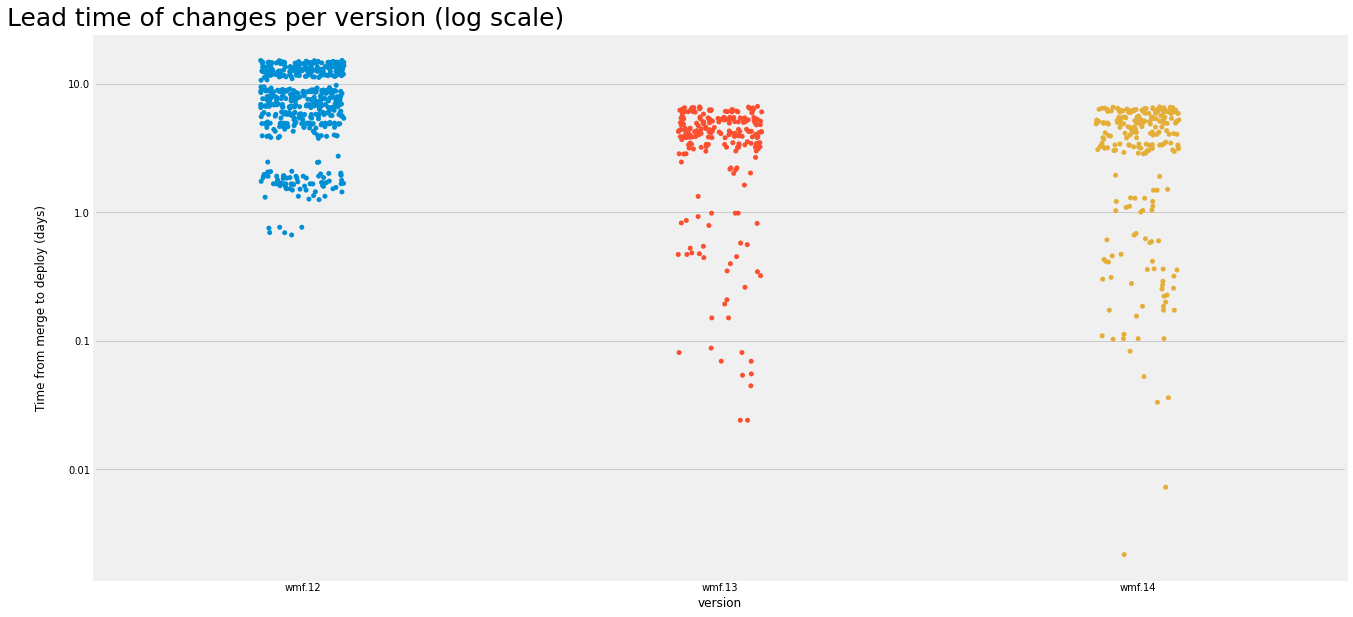 Lead time of changes per version (log scale)
Time from merge to deploy (days)
10.0
1.0
0.1
0.01
wmf.12
wmf.13
wmf.14
version